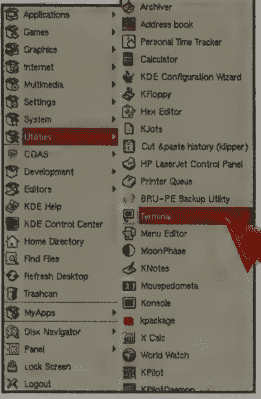 Applications
Games
Graphics
Internet
Multimedia
Settings
System
Utilities
COAS
Development
Editors
KDE Help
KDE Control Center
Home Directory
Find Files
Refresh Desktop
Trashcan
MyApps
Disk Navigator
Panel
Lock Screen
Logout
Archiver
Address book
Personal Time Tracker
Calculator
KDE Configuration Wizard
KFloppy
Hex Editor
KJots
Cut &paste history (klipper)
HP LaserJet Control Panel
Printer Queue
BRU-PE Backup Utility
Terminal
Menu Editor
MoonPhase
KNotes
Mousepedometa
Konsole
kpackage
X Calc
World Watch
KPilot
KPilotDaemon